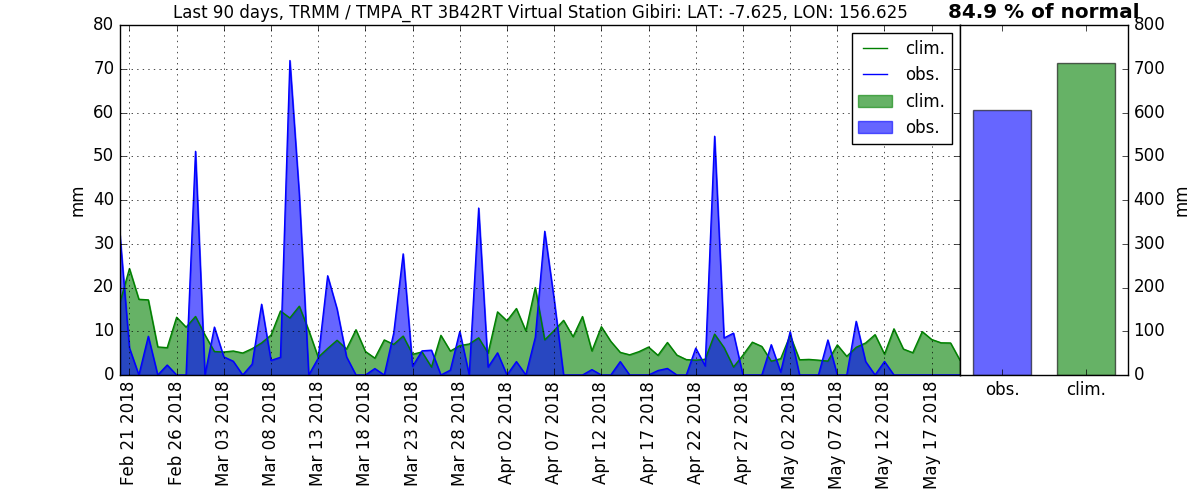 Last 90 days, TRMM / TMPA_RT 3B42RT Virtual Station Gibiri: LAT: -7.625, LON: 156.625
84.9 % of normal
80
70
60
50
40
30
20
10
0
mm
clim.
obs.
clim.
obs.
800
700
600
500
400
300
200
100
0
mm
obs.
clim.
Feb 21 2018
Feb 26 2018
Mar 03 2018
Mar 08 2018
Mar 13 2018
Mar 18 2018
Mar 23 2018
Mar 28 2018
Apr 02 2018
Apr 07 2018
Apr 12 2018
Apr 17 2018
Apr 22 2018
Apr 27 2018
May 02 2018
May 07 2018
May 12 2018
May 17 2018